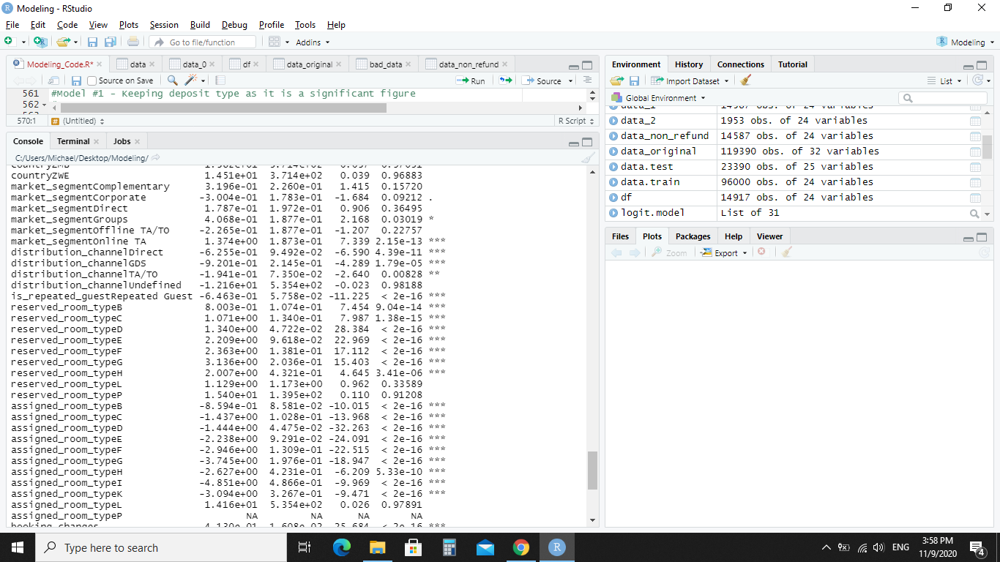 Modeling - RStudio
File Edit Code View Plots Session Build Debug Profile Tools Help
Go to file/function Addins Modeling
Modeling_Code.R* data data_0 df data_original bad_data data_non_refund
Source on Save Run Source
561 #Model #1 - Keeping deposit type as it is a significant figure
562
570:1 (Untitled) R Script
Console Terminal Jobs
C:/Users/Michael/Desktop/Modeling/
countryZWE 1.451e+01 3.714e+02 0.039 0.96883
market_segmentComplementary 3.196e-01 2.260e-01 1.415 0.15720
market_segmentCorporate -3.004e-01 1.783e-01 -1.684 0.09212 .
market_segmentDirect 1.787e-01 1.972e-01 0.906 0.36495
market_segmentGroups 4.068e-01 1.877e-01 2.168 0.03019 *
market_segmentOffline TA/TO -2.265e-01 1.877e-01 -1.207 0.22757
market_segmentOnline TA 1.374e+00 1.873e-01 7.339 2.15e-13 ***
distribution_channelDirect -6.255e-01 9.492e-02 -6.590 4.39e-11 ***
distribution_channelGDS -9.201e-01 2.145e-01 -4.289 1.79e-05 ***
distribution_channelTA/TO -1.941e-01 7.350e-02 -2.640 0.00828 **
distribution_channelUndefined -1.216e+01 5.354e+02 -0.023 0.98188
is_repeated_guestRepeated Guest -6.463e-01 5.758e-02 -11.225 < 2e-16 ***
reserved_room_typeB 8.003e-01 1.074e-01 7.454 9.04e-14 ***
reserved_room_typeC 1.071e+00 1.340e-01 7.987 1.38e-15 ***
reserved_room_typeD 1.340e+00 4.722e-02 28.384 < 2e-16 ***
reserved_room_typeE 2.209e+00 9.618e-02 22.969 < 2e-16 ***
reserved_room_typeF 2.363e+00 1.381e-01 17.112 < 2e-16 ***
reserved_room_typeG 3.136e+00 2.036e-01 15.403 < 2e-16 ***
reserved_room_typeH 2.007e+00 4.321e-01 4.645 3.41e-06 ***
reserved_room_typeL 1.129e+00 1.173e+00 0.962 0.33589
reserved_room_typeP 1.540e+01 1.395e+02 0.110 0.91208
assigned_room_typeB -8.594e-01 8.581e-02 -10.015 < 2e-16 ***
assigned_room_typeC -1.437e+00 1.028e-01 -13.968 < 2e-16 ***
assigned_room_typeD -1.444e+00 4.475e-02 -32.263 < 2e-16 ***
assigned_room_typeE -2.238e+00 9.291e-02 -24.091 < 2e-16 ***
assigned_room_typeF -2.946e+00 1.309e-01 -22.515 < 2e-16 ***
assigned_room_typeG -3.745e+00 1.976e-01 -18.947 < 2e-16 ***
assigned_room_typeH -2.627e+00 4.231e-01 -6.209 5.33e-10 ***
assigned_room_typeI -4.851e+00 4.866e-01 -9.969 < 2e-16 ***
assigned_room_typeK -3.094e+00 3.267e-01 -9.471 < 2e-16 ***
assigned_room_typeL 1.416e+01 5.354e+02 0.026 0.97891
assigned_room_typeP NA NA NA NA
booking_changes 4.130e-01 1.608e-02 25.684 < 2e-16 ***
Environment History Connections Tutorial
Import Dataset List
Global Environment
data_2 1953 obs. of 24 variables
data_non_refund 14587 obs. of 24 variables
data_original 119390 obs. of 32 variables
data.test 23390 obs. of 25 variables
data.train 96000 obs. of 24 variables
df 14917 obs. of 24 variables
logit.model List of 31
Files Plots Packages Help Viewer
Zoom Export
Type here to search
ENG
3:58 PM
11/9/2020
4